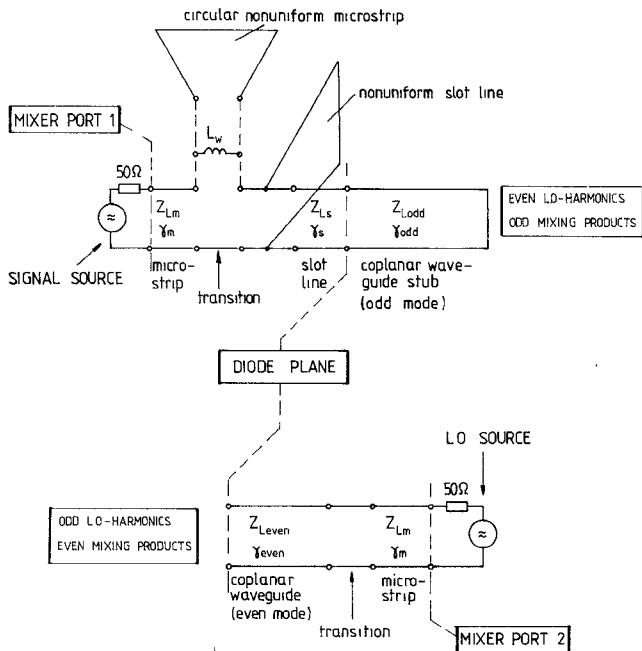 circular nonuniform microstrip
nonuniform slot line
MIXER PORT 1
L_w
50Ω
Z_Lm
γ_m
Z_Ls
γ_s
Z_Lodd
γ_odd
EVEN LO-HARMONICS
ODD MIXING PRODUCTS
≈
SIGNAL SOURCE
micro-
strip
transition
slot
line
coplanar wave-
guide stub
(odd mode)
DIODE PLANE
LO SOURCE
50Ω
ODD LO-HARMONICS
EVEN MIXING PRODUCTS
Z_Leven
γ_even
Z_Lm
γ_m
≈
coplanar
waveguide
(even mode)
transition
micro-
strip
MIXER PORT 2